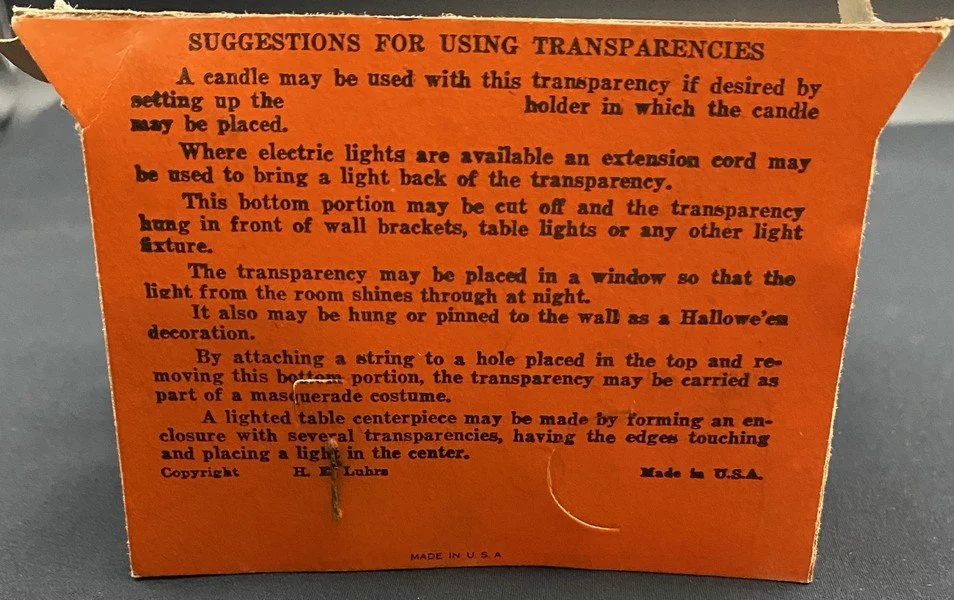 SUGGESTIONS FOR USING TRANSPARENCIES
A candle may be used with this transparency if desired by
setting up the holder in which the candle
may be placed.
Where electric lights are available an extension cord may
be used to bring a light back of the transparency.
This bottom portion may be cut off and the transparency
hung in front of wall brackets, table lights or any other light
fixture.
The transparency may be placed in a window so that the
light from the room shines through at night.
It also may be hung or pinned to the wall as a Hallowe'en
decoration.
By attaching a string to a hole placed in the top and re-
moving this bottom portion, the transparency may be carried as
part of a masquerade costume.
A lighted table centerpiece may be made by forming an en-
closure with several transparencies, having the edges touching
and placing a light in the center.
Copyright H. E. Luhrs Made in U.S.A.
MADE IN U. S. A